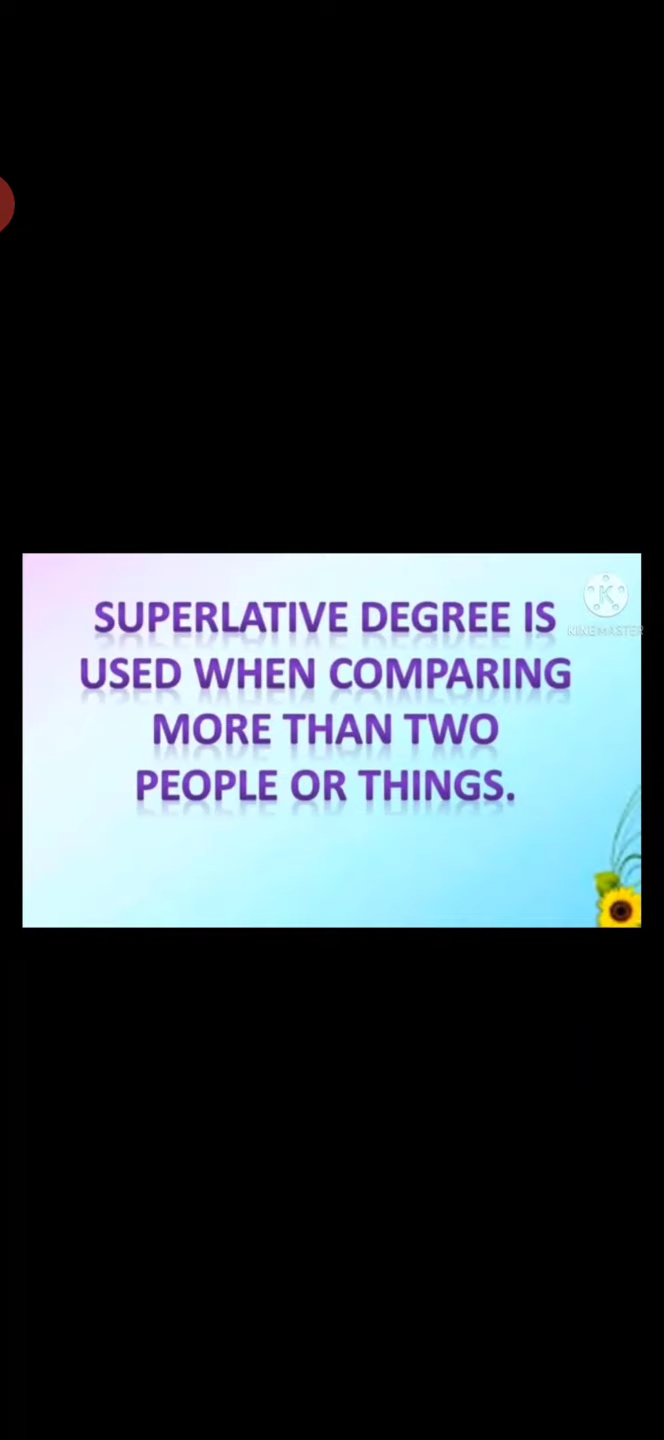 SUPERLATIVE DEGREE IS
USED WHEN COMPARING
MORE THAN TWO
PEOPLE OR THINGS.
K
KINEMASTER